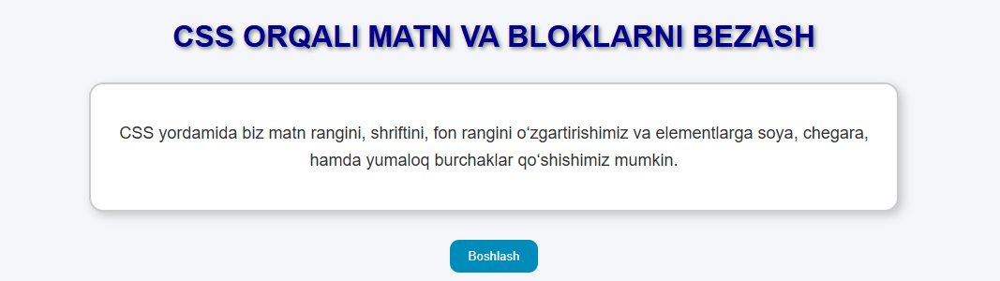 CSS ORQALI MATN VA BLOKLARNI BEZASH
CSS yordamida biz matn rangini, shriftini, fon rangini o‘zgartirishimiz va elementlarga soya, chegara,
hamda yumaloq burchaklar qo‘shishimiz mumkin.
Boshlash